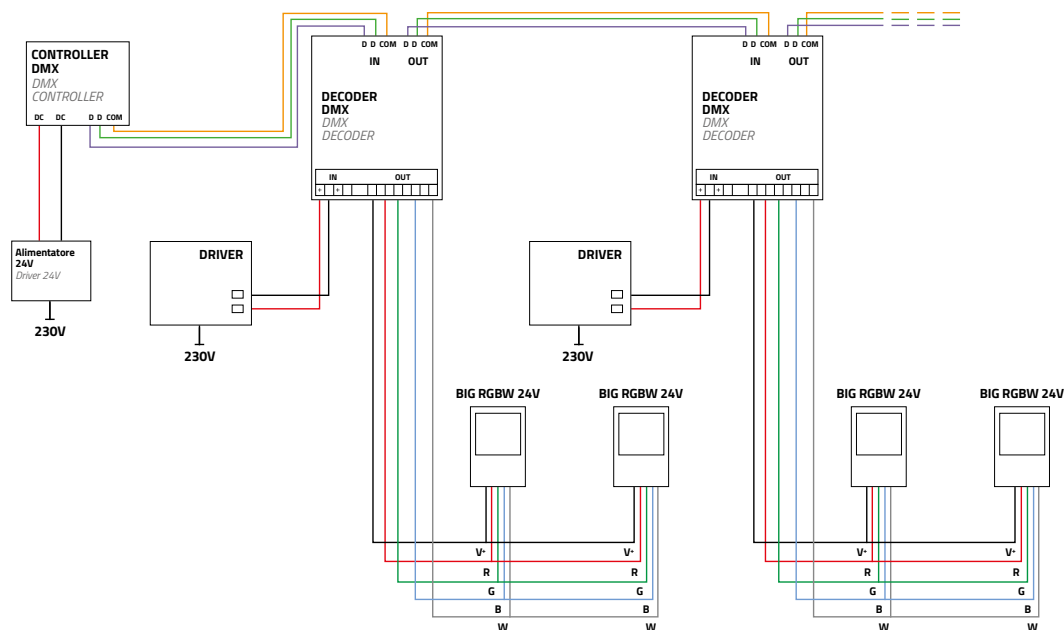 D D COM
D D COM
IN
OUT
DECODER
DMX
DMX
DECODER
IN
OUT
+
+
D D COM
D D COM
IN
OUT
DECODER
DMX
DMX
DECODER
IN
OUT
+
+
CONTROLLER
DMX
DMX
CONTROLLER
DC
DC
D D COM
Alimentatore
24V
Driver 24V
230V
DRIVER
230V
DRIVER
230V
BIG RGBW 24V
BIG RGBW 24V
BIG RGBW 24V
BIG RGBW 24V
V+
V+
V+
V+
R
R
R
R
G
G
G
G
B
B
B
B
W
W
W
W